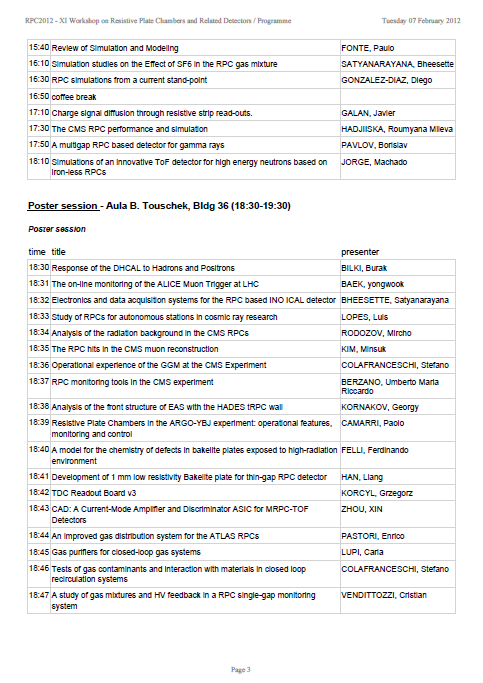 RPC2012 - XI Workshop on Resistive Plate Chambers and Related Detectors / Programme Tuesday 07 February 2012
15:40 Review of Simulation and Modeling FONTE, Paulo
16:10 Simulation studies on the Effect of SF6 in the RPC gas mixture SATYANARAYANA, Bheesette
16:30 RPC simulations from a current stand-point GONZALEZ-DIAZ, Diego
16:50 coffee break
17:10 Charge signal diffusion through resistive strip read-outs. GALAN, Javier
17:30 The CMS RPC performance and simulation HADJIISKA, Roumyana Mileva
17:50 A multigap RPC based detector for gamma rays PAVLOV, Borislav
18:10 Simulations of an innovative ToF detector for high energy neutrons based on JORGE, Machado
iron-less RPCs
Poster session - Aula B. Touschek, Bldg 36 (18:30-19:30)
Poster session
time title presenter
18:30 Response of the DHCAL to Hadrons and Positrons BILKI, Burak
18:31 The on-line monitoring of the ALICE Muon Trigger at LHC BAEK, yongwook
18:32 Electronics and data acquisition systems for the RPC based INO ICAL detector BHEESETTE, Satyanarayana
18:33 Study of RPCs for autonomous stations in cosmic ray research LOPES, Luis
18:34 Analysis of the radiation background in the CMS RPCs RODOZOV, Mircho
18:35 The RPC hits in the CMS muon reconstruction KIM, Minsuk
18:36 Operational experience of the GGM at the CMS Experiment COLAFRANCESCHI, Stefano
18:37 RPC monitoring tools in the CMS experiment BERZANO, Umberto Maria
Riccardo
18:38 Analysis of the front structure of EAS with the HADES tRPC wall KORNAKOV, Georgy
18:39 Resistive Plate Chambers in the ARGO-YBJ experiment: operational features, CAMARRI, Paolo
monitoring and control
18:40 A model for the chemistry of defects in bakelite plates exposed to high-radiation FELLI, Ferdinando
environment
18:41 Development of 1 mm low resistivity Bakelite plate for thin-gap RPC detector HAN, Liang
18:42 TDC Readout Board v3 KORCYL, Grzegorz
18:43 CAD: A Current-Mode Amplifier and Discriminator ASIC for MRPC-TOF ZHOU, XIN
Detectors
18:44 An improved gas distribution system for the ATLAS RPCs PASTORI, Enrico
18:45 Gas purifiers for closed-loop gas systems LUPI, Carla
18:46 Tests of gas contaminants and interaction with materials in closed loop COLAFRANCESCHI, Stefano
recirculation systems
18:47 A study of gas mixtures and HV feedback in a RPC single-gap monitoring VENDITTOZZI, Cristian
system
Page 3